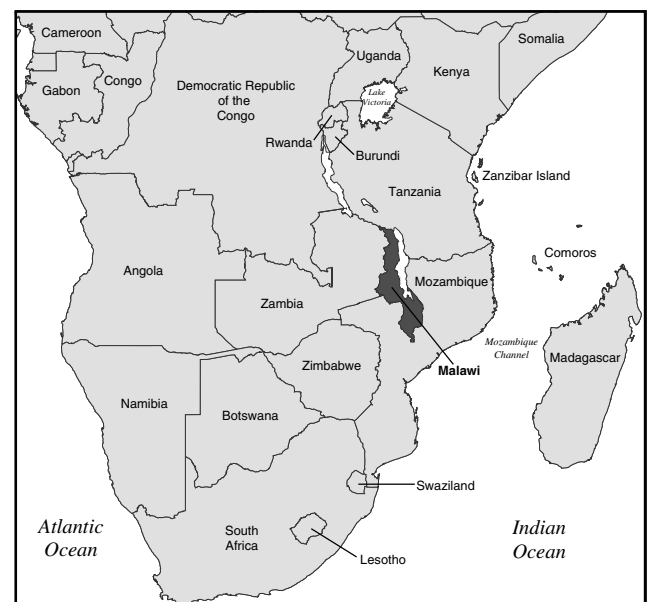 Cameroon
Somalia
Uganda
Kenya
Gabon
Congo
Democratic Republic
of the
Congo
Lake
Victoria
Rwanda
Burundi
Tanzania
Zanzibar Island
Angola
Zambia
Mozambique
Comoros
Mozambique
Channel
Madagascar
Malawi
Zimbabwe
Namibia
Botswana
Swaziland
Atlantic
Ocean
South
Africa
Lesotho
Indian
Ocean